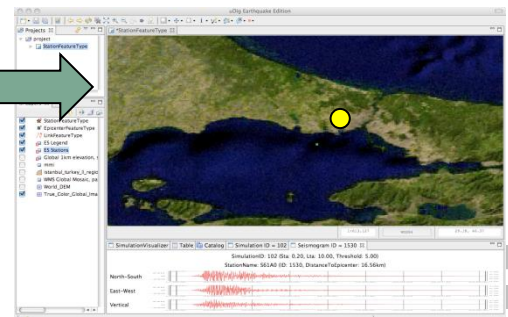 uDig Earthquake Edition
Projects
project
StationFeatureType
*StationFeatureType
StationFeatureType
EpicenterFeatureType
LinkFeatureType
ES Legend
ES Stations
Global 1km elevation, s
mmi
istanbul_turkey_il_regio
WMS Global Mosaic, pa
World_DEM
True_Color_Global_Ima
SimulationVisualizer
Table
Catalog
Simulation ID = 102
Seismogram ID = 1530
SimulationID: 102 (Sta: 0.20, Lta: 10.00, Threshold: 5.00)
StationName: S61A0 (ID: 1530, DistanceToEpicenter: 16.56km)
North-South
East-West
Vertical